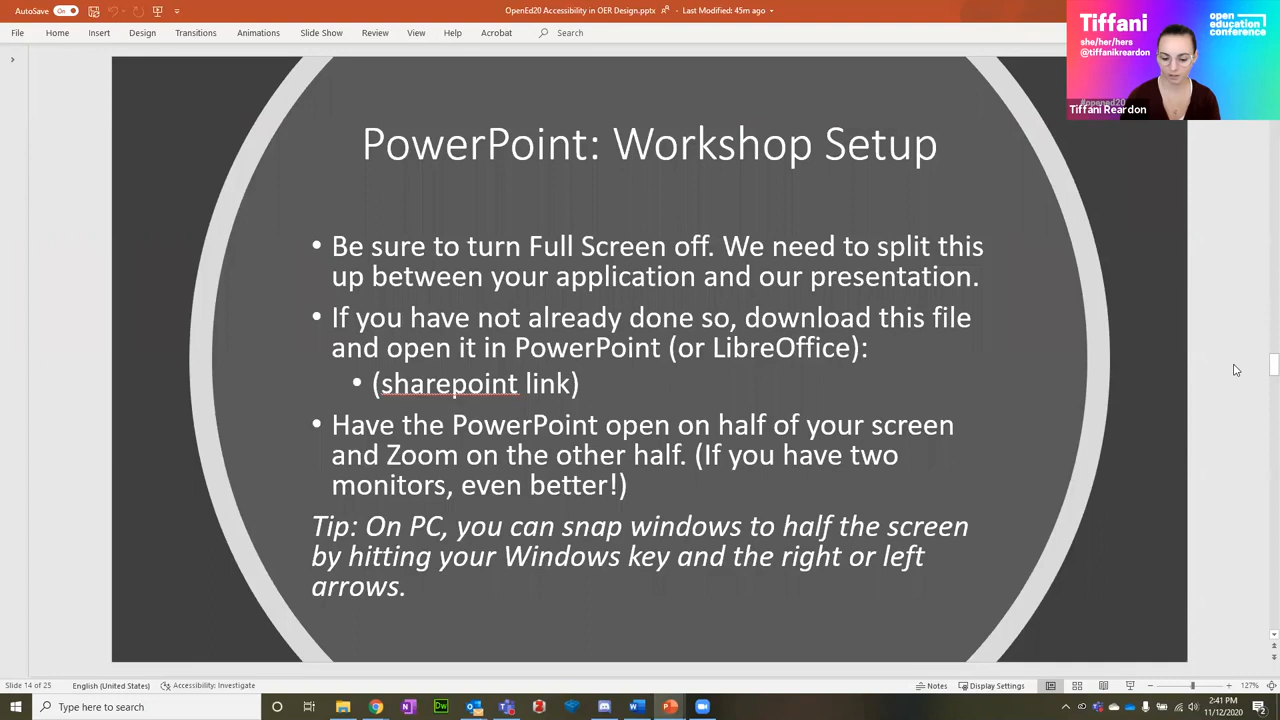 AutoSave On
OpenEd20 Accessibility in OER Design.pptx
Last Modified: 45m ago
File Home Insert Design Transitions Animations Slide Show Review View Help Acrobat Search
Tiffani
she/her/hers
@tiffanikreardon
open
education
conference
#opened20
Tiffani Reardon
PowerPoint: Workshop Setup
• Be sure to turn Full Screen off. We need to split this
up between your application and our presentation.
• If you have not already done so, download this file
and open it in PowerPoint (or LibreOffice):
• (sharepoint link)
• Have the PowerPoint open on half of your screen
and Zoom on the other half. (If you have two
monitors, even better!)
Tip: On PC, you can snap windows to half the screen
by hitting your Windows key and the right or left
arrows.
Slide 14 of 25 English (United States) Accessibility: Investigate Notes Display Settings 127%
Type here to search
2:41 PM
11/12/2020